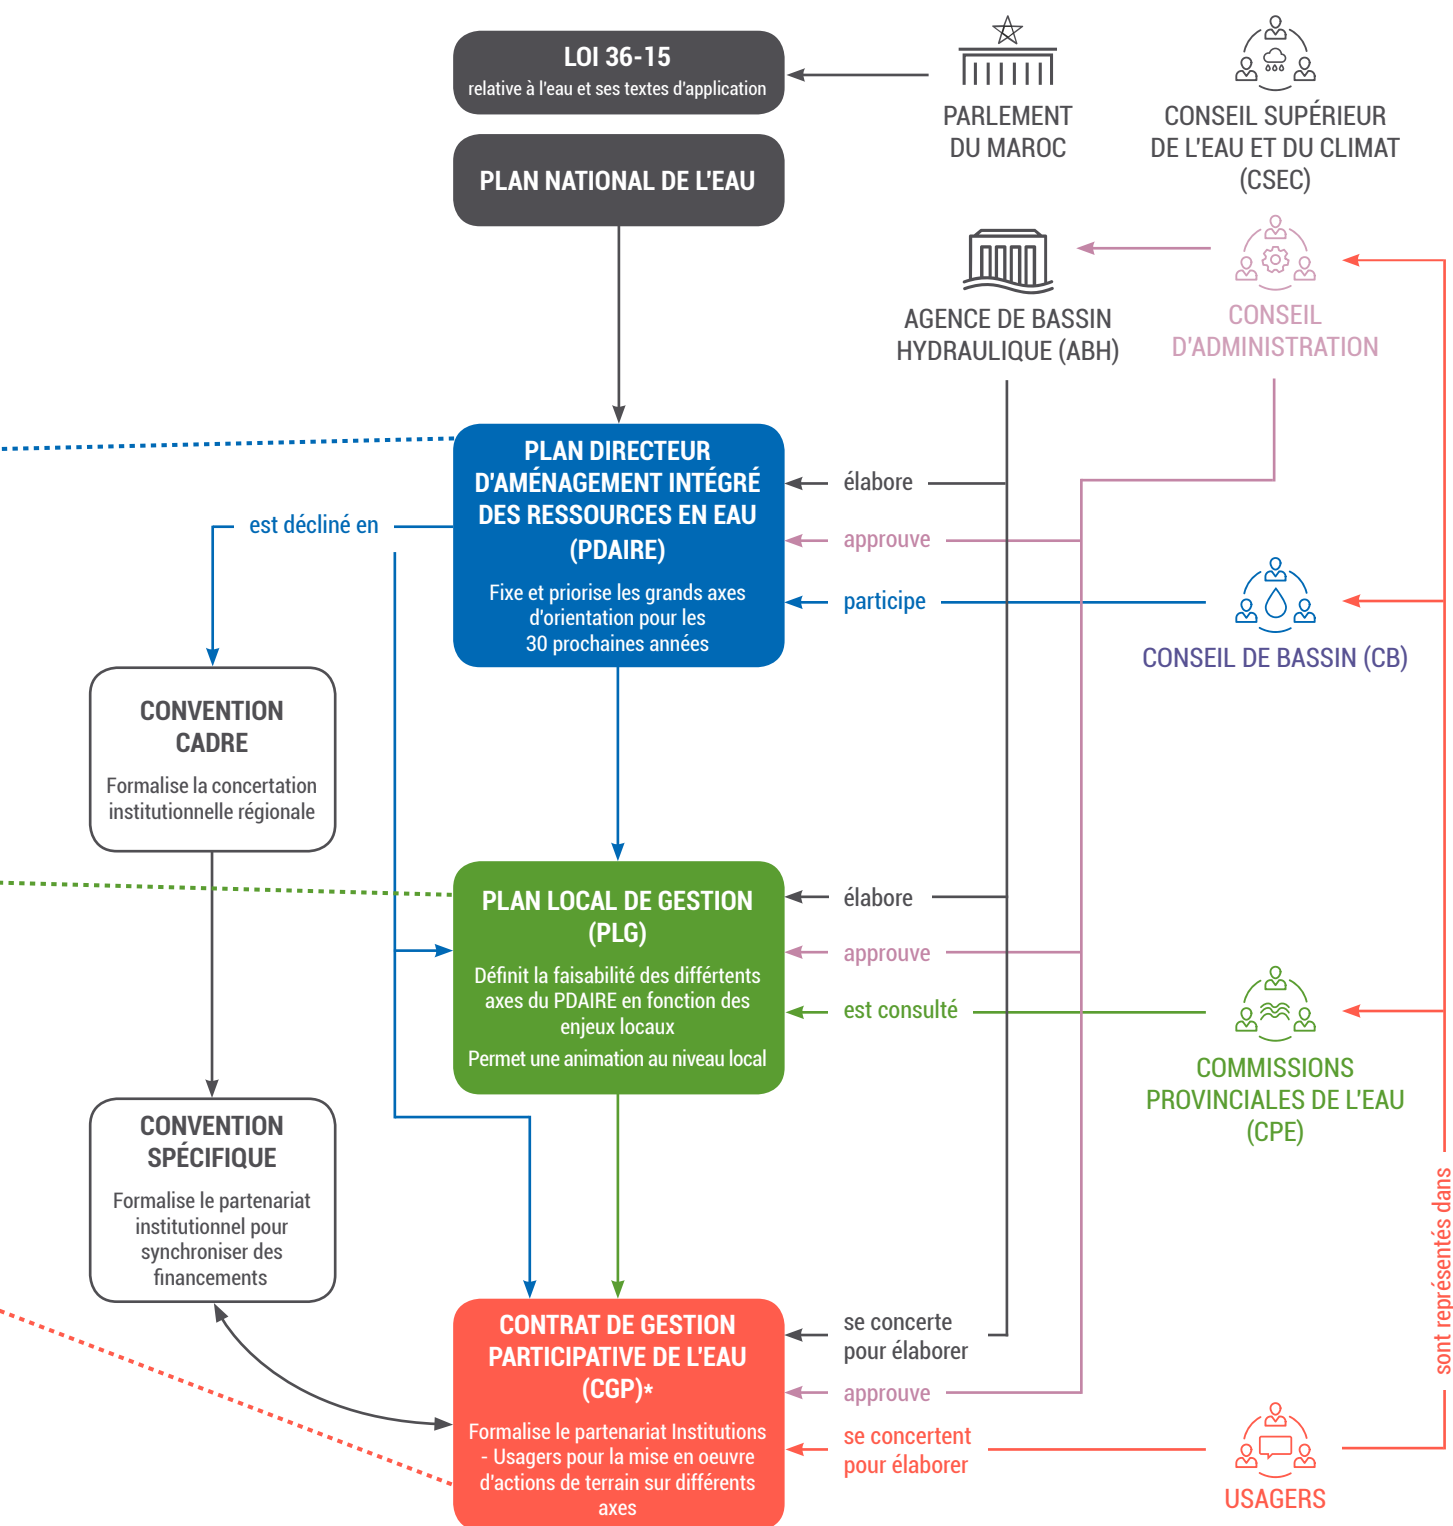 LOI 36-15
relative à l'eau et ses textes d'application
PARLEMENT
DU MAROC
CONSEIL SUPÉRIEUR
DE L'EAU ET DU CLIMAT
(CSEC)
PLAN NATIONAL DE L'EAU
AGENCE DE BASSIN
HYDRAULIQUE (ABH)
CONSEIL
D'ADMINISTRATION
PLAN DIRECTEUR
D'AMÉNAGEMENT INTÉGRÉ
DES RESSOURCES EN EAU
(PDAIRE)
Fixe et priorise les grands axes
d'orientation pour les
30 prochaines années
élabore
approuve
participe
est décliné en
CONSEIL DE BASSIN (CB)
CONVENTION
CADRE
Formalise la concertation
institutionnelle régionale
PLAN LOCAL DE GESTION
(PLG)
Définit la faisabilité des différtents
axes du PDAIRE en fonction des
enjeux locaux
Permet une animation au niveau local
élabore
approuve
est consulté
COMMISSIONS
PROVINCIALES DE L'EAU
(CPE)
CONVENTION
SPÉCIFIQUE
Formalise le partenariat
institutionnel pour
synchroniser des
financements
sont représentés dans
CONTRAT DE GESTION
PARTICIPATIVE DE L'EAU
(CGP)*
Formalise le partenariat Institutions
- Usagers pour la mise en oeuvre
d'actions de terrain sur différents
axes
se concerte
pour élaborer
approuve
se concertent
pour élaborer
USAGERS